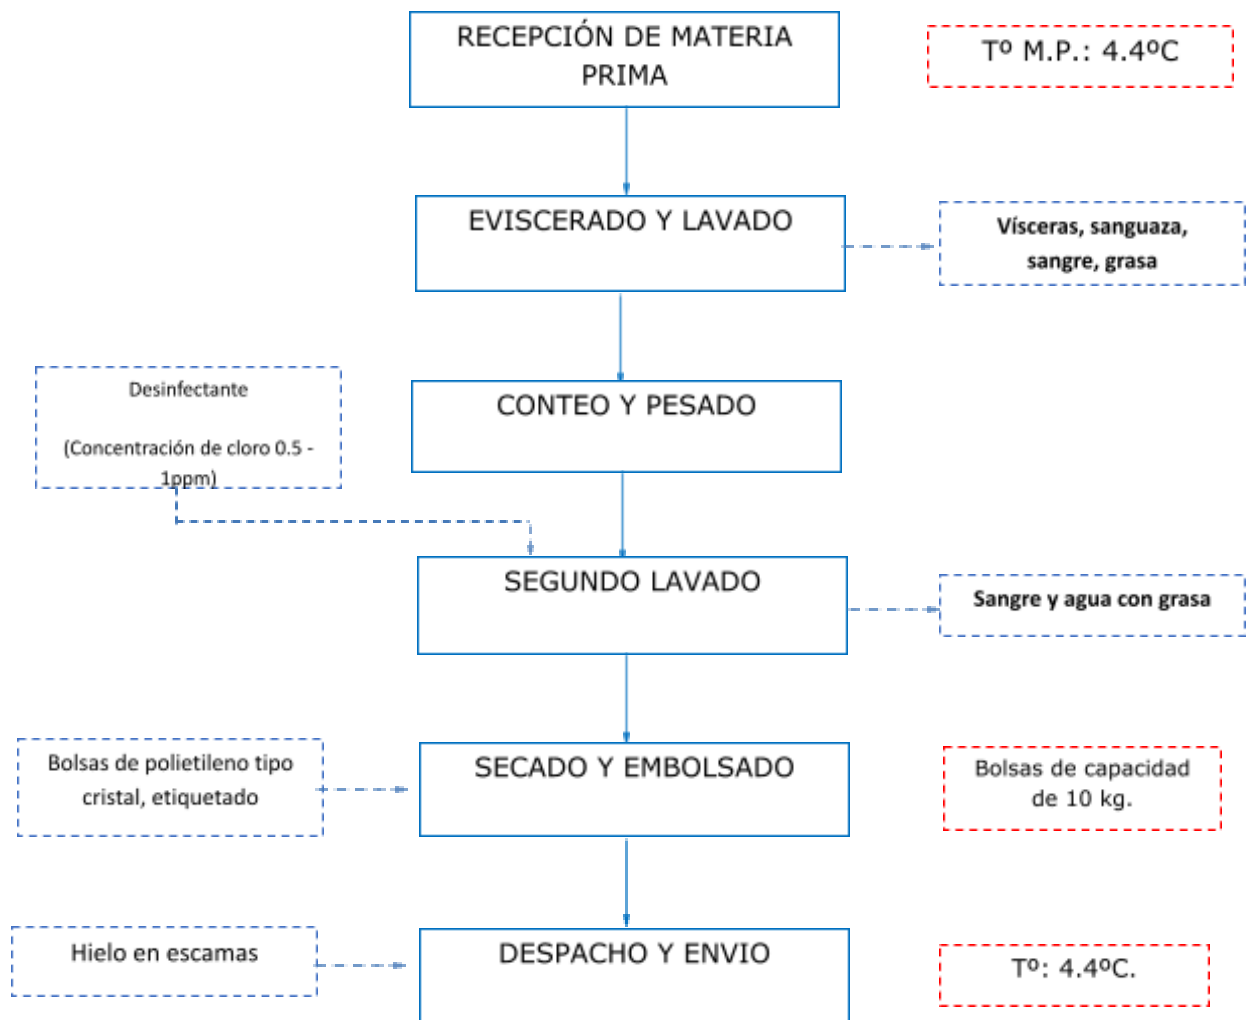 RECEPCIÓN DE MATERIA
PRIMA
Tº M.P.: 4.4ºC
EVISCERADO Y LAVADO
Vísceras, sanguaza,
sangre, grasa
Desinfectante
(Concentración de cloro 0.5 -
1ppm)
CONTEO Y PESADO
SEGUNDO LAVADO
Sangre y agua con grasa
Bolsas de polietileno tipo
cristal, etiquetado
SECADO Y EMBOLSADO
Bolsas de capacidad
de 10 kg.
Hielo en escamas
DESPACHO Y ENVIO
Tº: 4.4ºC.